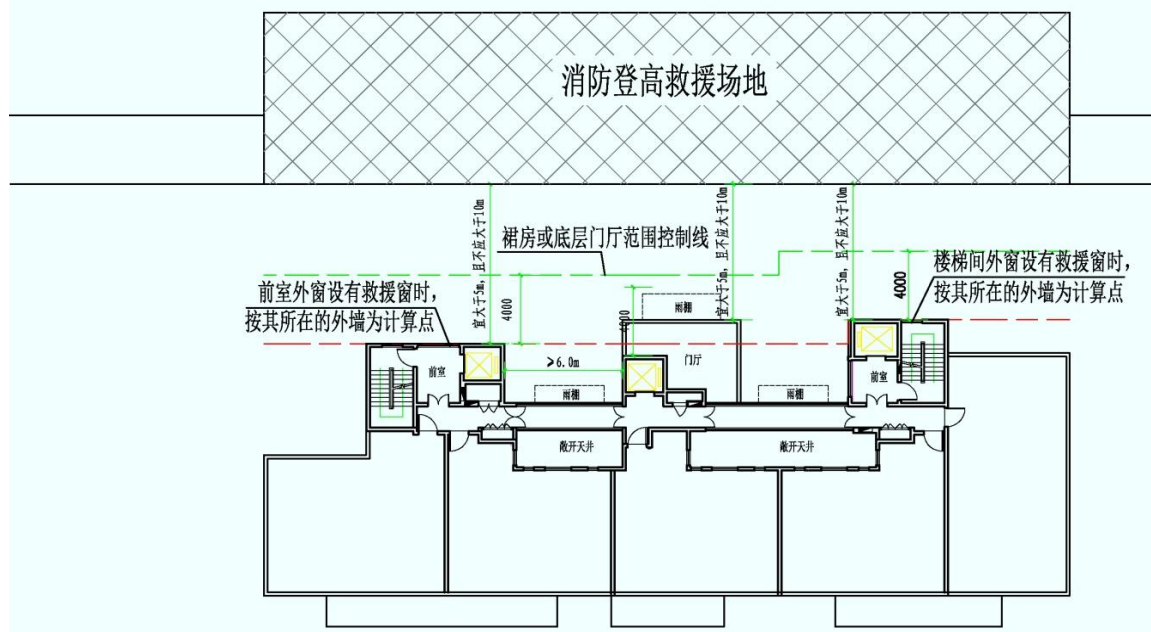 消防登高救援场地
宜大于5m，且不应大于10m
宜大于5m，且不应大于10m
宜大于5m，且不应大于10m
裙房或底层门厅范围控制线
楼梯间外窗设有救援窗时，
按其所在的外墙为计算点
前室外窗设有救援窗时，
按其所在的外墙为计算点
4000
4000
4000
雨棚
门厅
≥6.0m
前室
前室
雨棚
雨棚
敞开天井
敞开天井